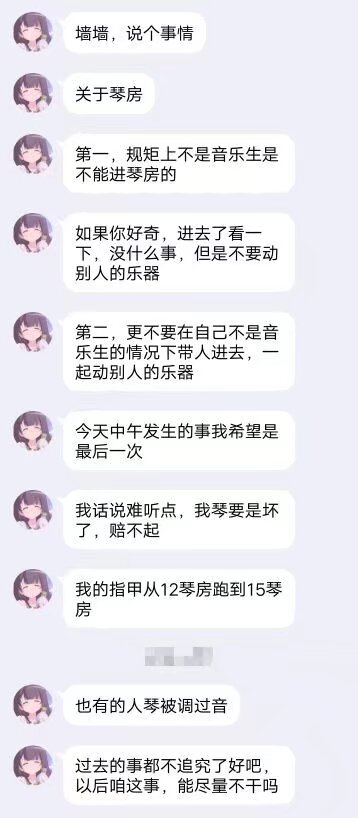 墙墙，说个事情
关于琴房
第一，规矩上不是音乐生是
不能进琴房的
如果你好奇，进去了看一
下，没什么事，但是不要动
别人的乐器
第二，更不要在自己不是音
乐生的情况下带人进去，一
起动别人的乐器
今天中午发生的事我希望是
最后一次
我话说难听点，我琴要是坏
了，赔不起
我的指甲从12琴房跑到15琴
房
也有的人琴被调过音
过去的事都不追究了好吧，
以后咱这事，能尽量不干吗